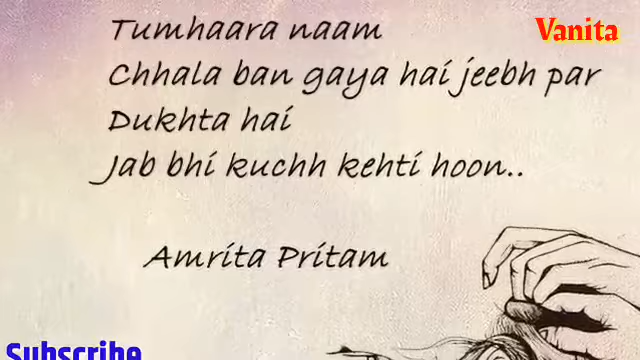 Tumhaara naam
Vanita
Chhala ban gaya hai jeebh par
Dukhta hai
Jab bhi kuchh kehti hoon..
Amrita Pritam
Subscribe